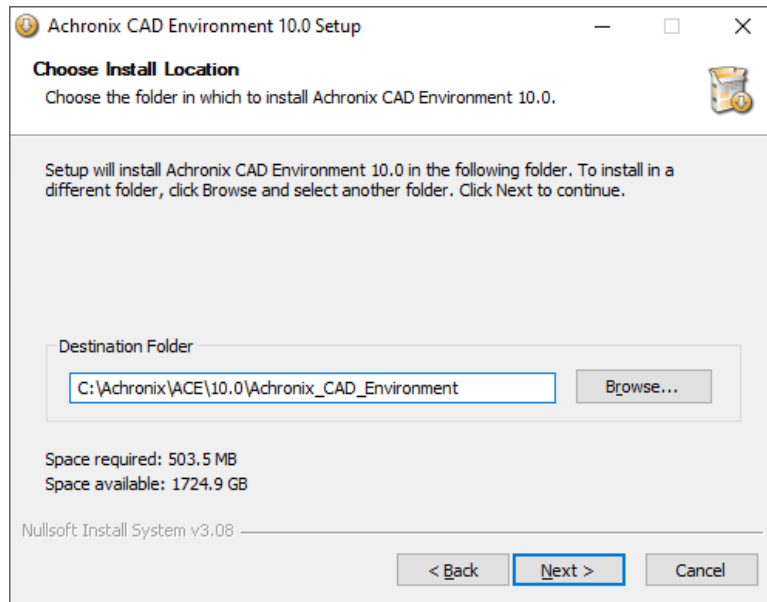 Achronix CAD Environment 10.0 Setup
Choose Install Location
Choose the folder in which to install Achronix CAD Environment 10.0.
Setup will install Achronix CAD Environment 10.0 in the following folder. To install in a
different folder, click Browse and select another folder. Click Next to continue.
Destination Folder
C:\Achronix\ACE\10.0\Achronix_CAD_Environment
Browse...
Space required: 503.5 MB
Space available: 1724.9 GB
Nullsoft Install System v3.08
< Back
Next >
Cancel